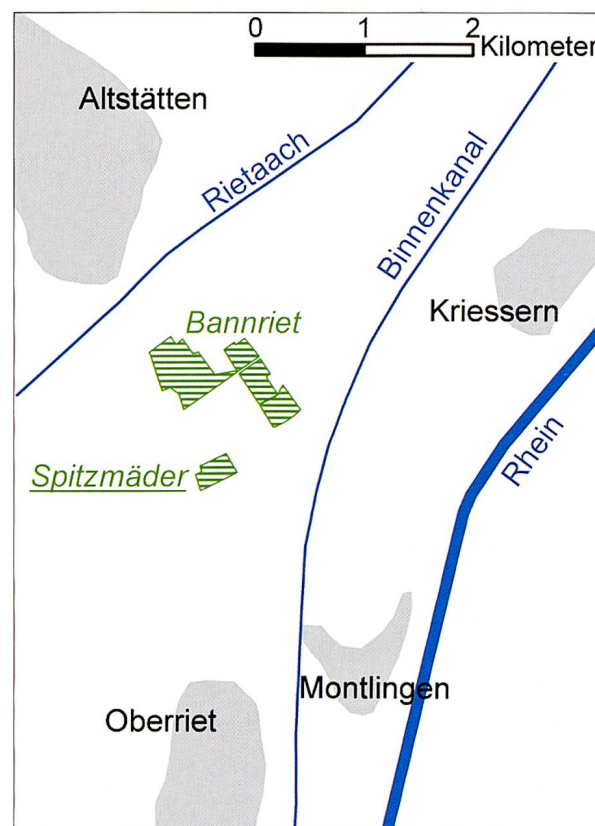 0 1 2
Kilometer
Altstätten
Rietaach
Binnenkanal
Kriessern
Bannriet
Rhein
Spitzmäder
Montlingen
Oberriet